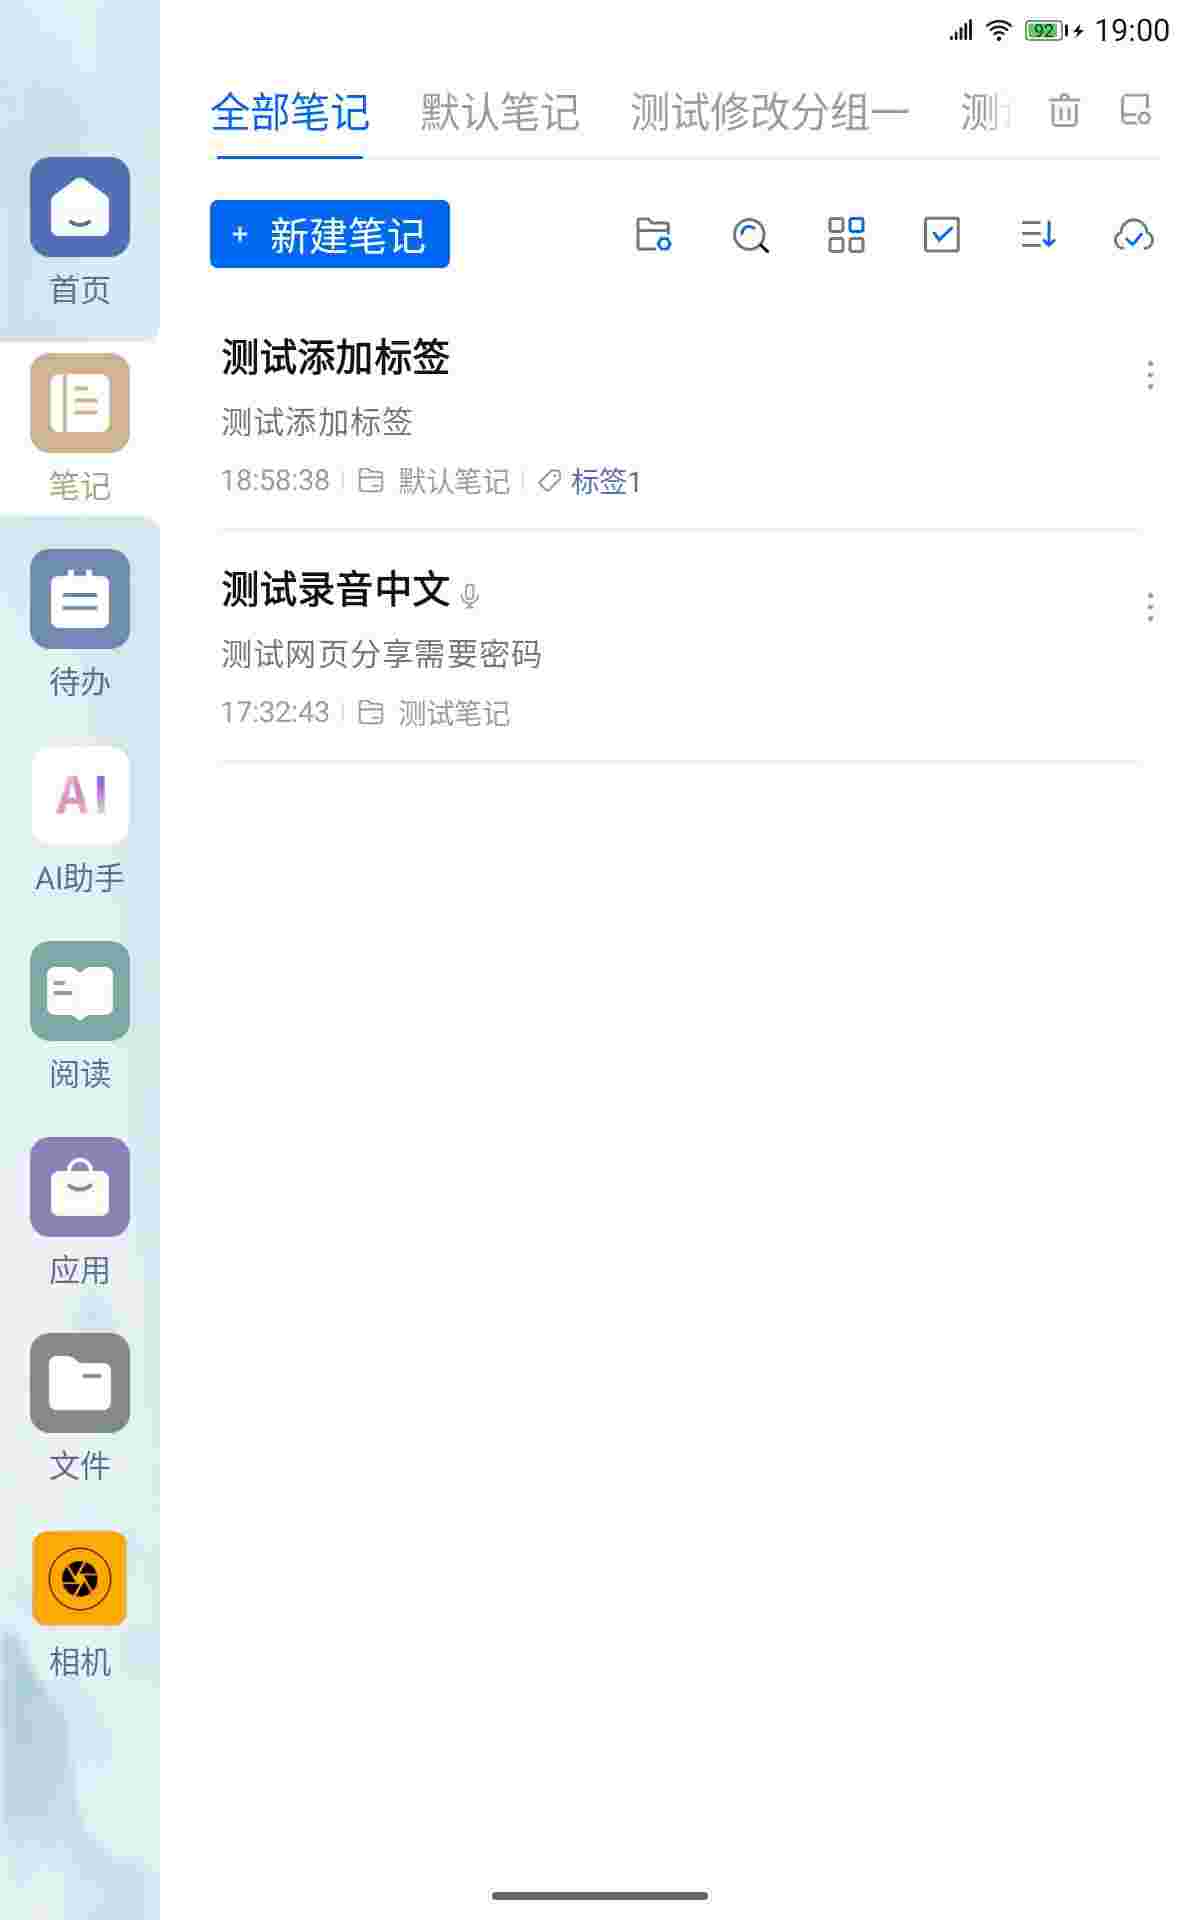 92 19:00
全部笔记 默认笔记 测试修改分组一 测
+ 新建笔记
测试添加标签
测试添加标签
18:58:38 默认笔记 标签1
测试录音中文
测试网页分享需要密码
17:32:43 测试笔记
首页
笔记
待办
AI
AI助手
阅读
应用
文件
相机